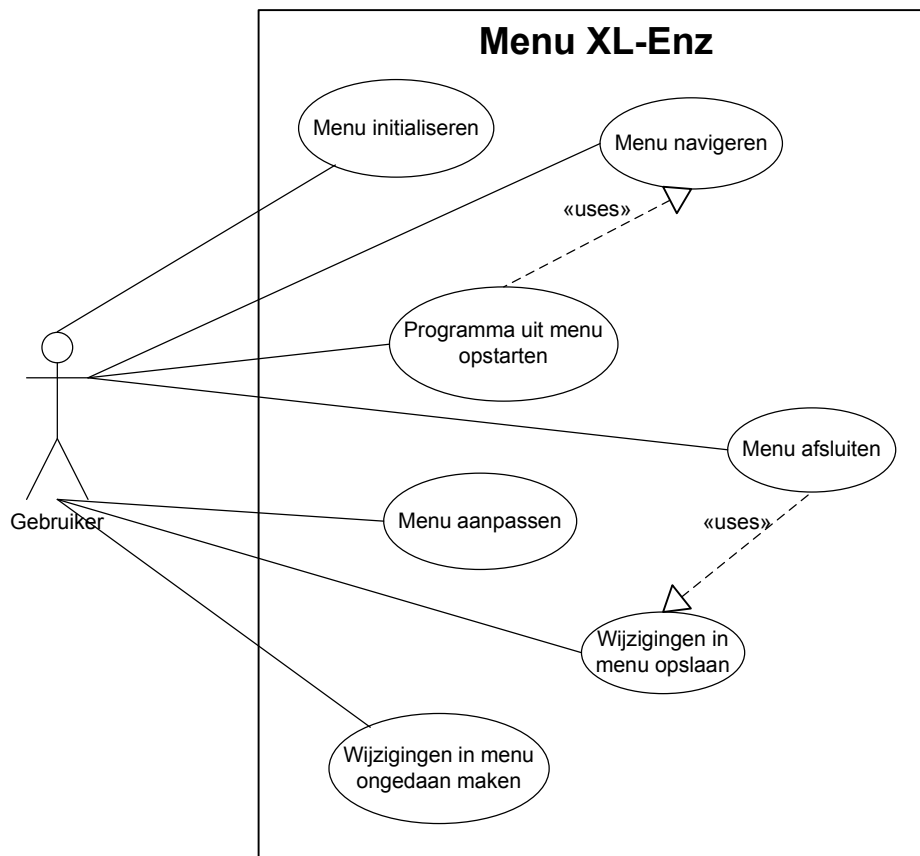 Menu XL-Enz
Menu initialiseren
Menu navigeren
«uses»
Programma uit menu
opstarten
Menu afsluiten
Gebruiker
Menu aanpassen
«uses»
Wijzigingen in
menu opslaan
Wijzigingen in menu
ongedaan maken